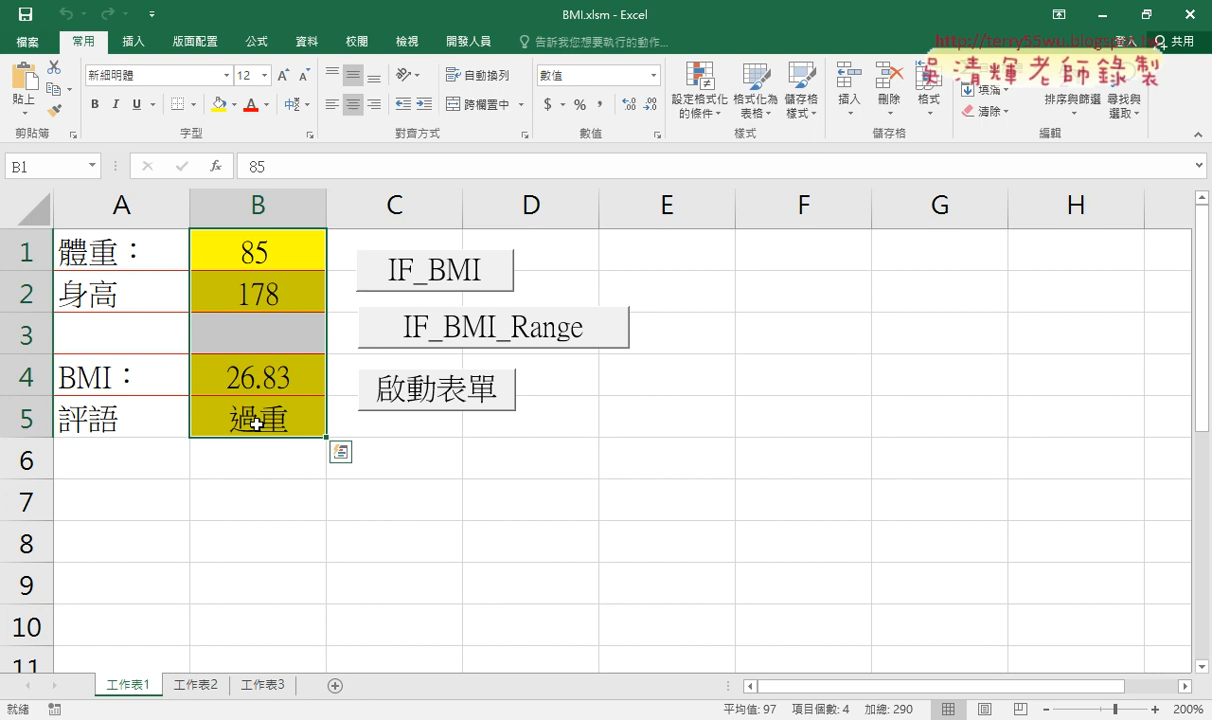 BMI.xlsm - Excel
檔案 常用 插入 版面配置 公式 資料 校閱 檢視 開發人員 告訴我您想要執行的動作... 登入 共用
http://terry55wu.blogspot.tw
吳清輝老師錄製
貼上 新細明體 12 自動換列 數值
B I U 中 跨欄置中 $ % ,
設定格式化的條件 格式化為表格 儲存格樣式 插入 刪除 格式 填滿 清除 排序與篩選 尋找與選取
剪貼簿 字型 對齊方式 數值 樣式 儲存格 編輯
B1 fx 85
A B C D E F G H
1 體重： 85
IF_BMI
2 身高 178
3 IF_BMI_Range
4 BMI： 26.83 啟動表單
5 評語 過重
6
7
8
9
10
11
工作表1 工作表2 工作表3
就緒 平均值: 97 項目個數: 4 加總: 290 200%